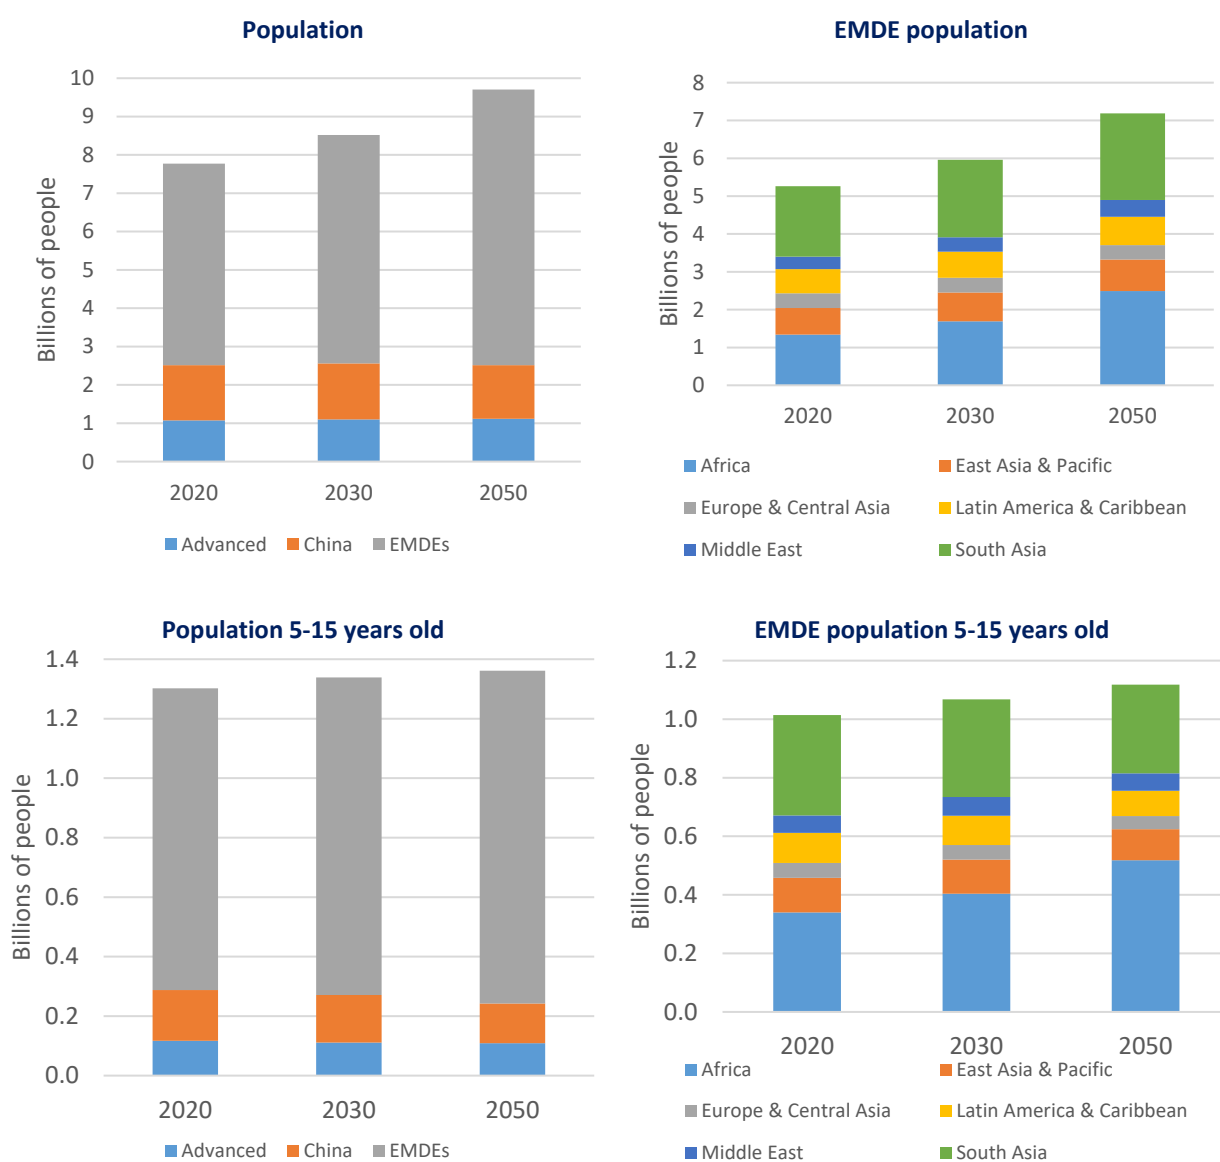 Population
10
9
8
7
6
5
4
3
2
1
0
Billions of people
2020 2030 2050
Advanced China EMDEs
EMDE population
8
7
6
5
4
3
2
1
0
Billions of people
2020 2030 2050
Africa East Asia & Pacific
Europe & Central Asia Latin America & Caribbean
Middle East South Asia
Population 5-15 years old
1.4
1.2
1.0
0.8
0.6
0.4
0.2
0.0
Billions of people
2020 2030 2050
Advanced China EMDEs
EMDE population 5-15 years old
1.2
1.0
0.8
0.6
0.4
0.2
0.0
Billions of people
2020 2030 2050
Africa East Asia & Pacific
Europe & Central Asia Latin America & Caribbean
Middle East South Asia